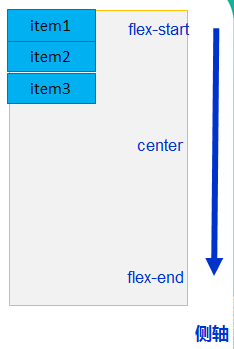 item1
flex-start
item2
item3
center
flex-end
侧轴